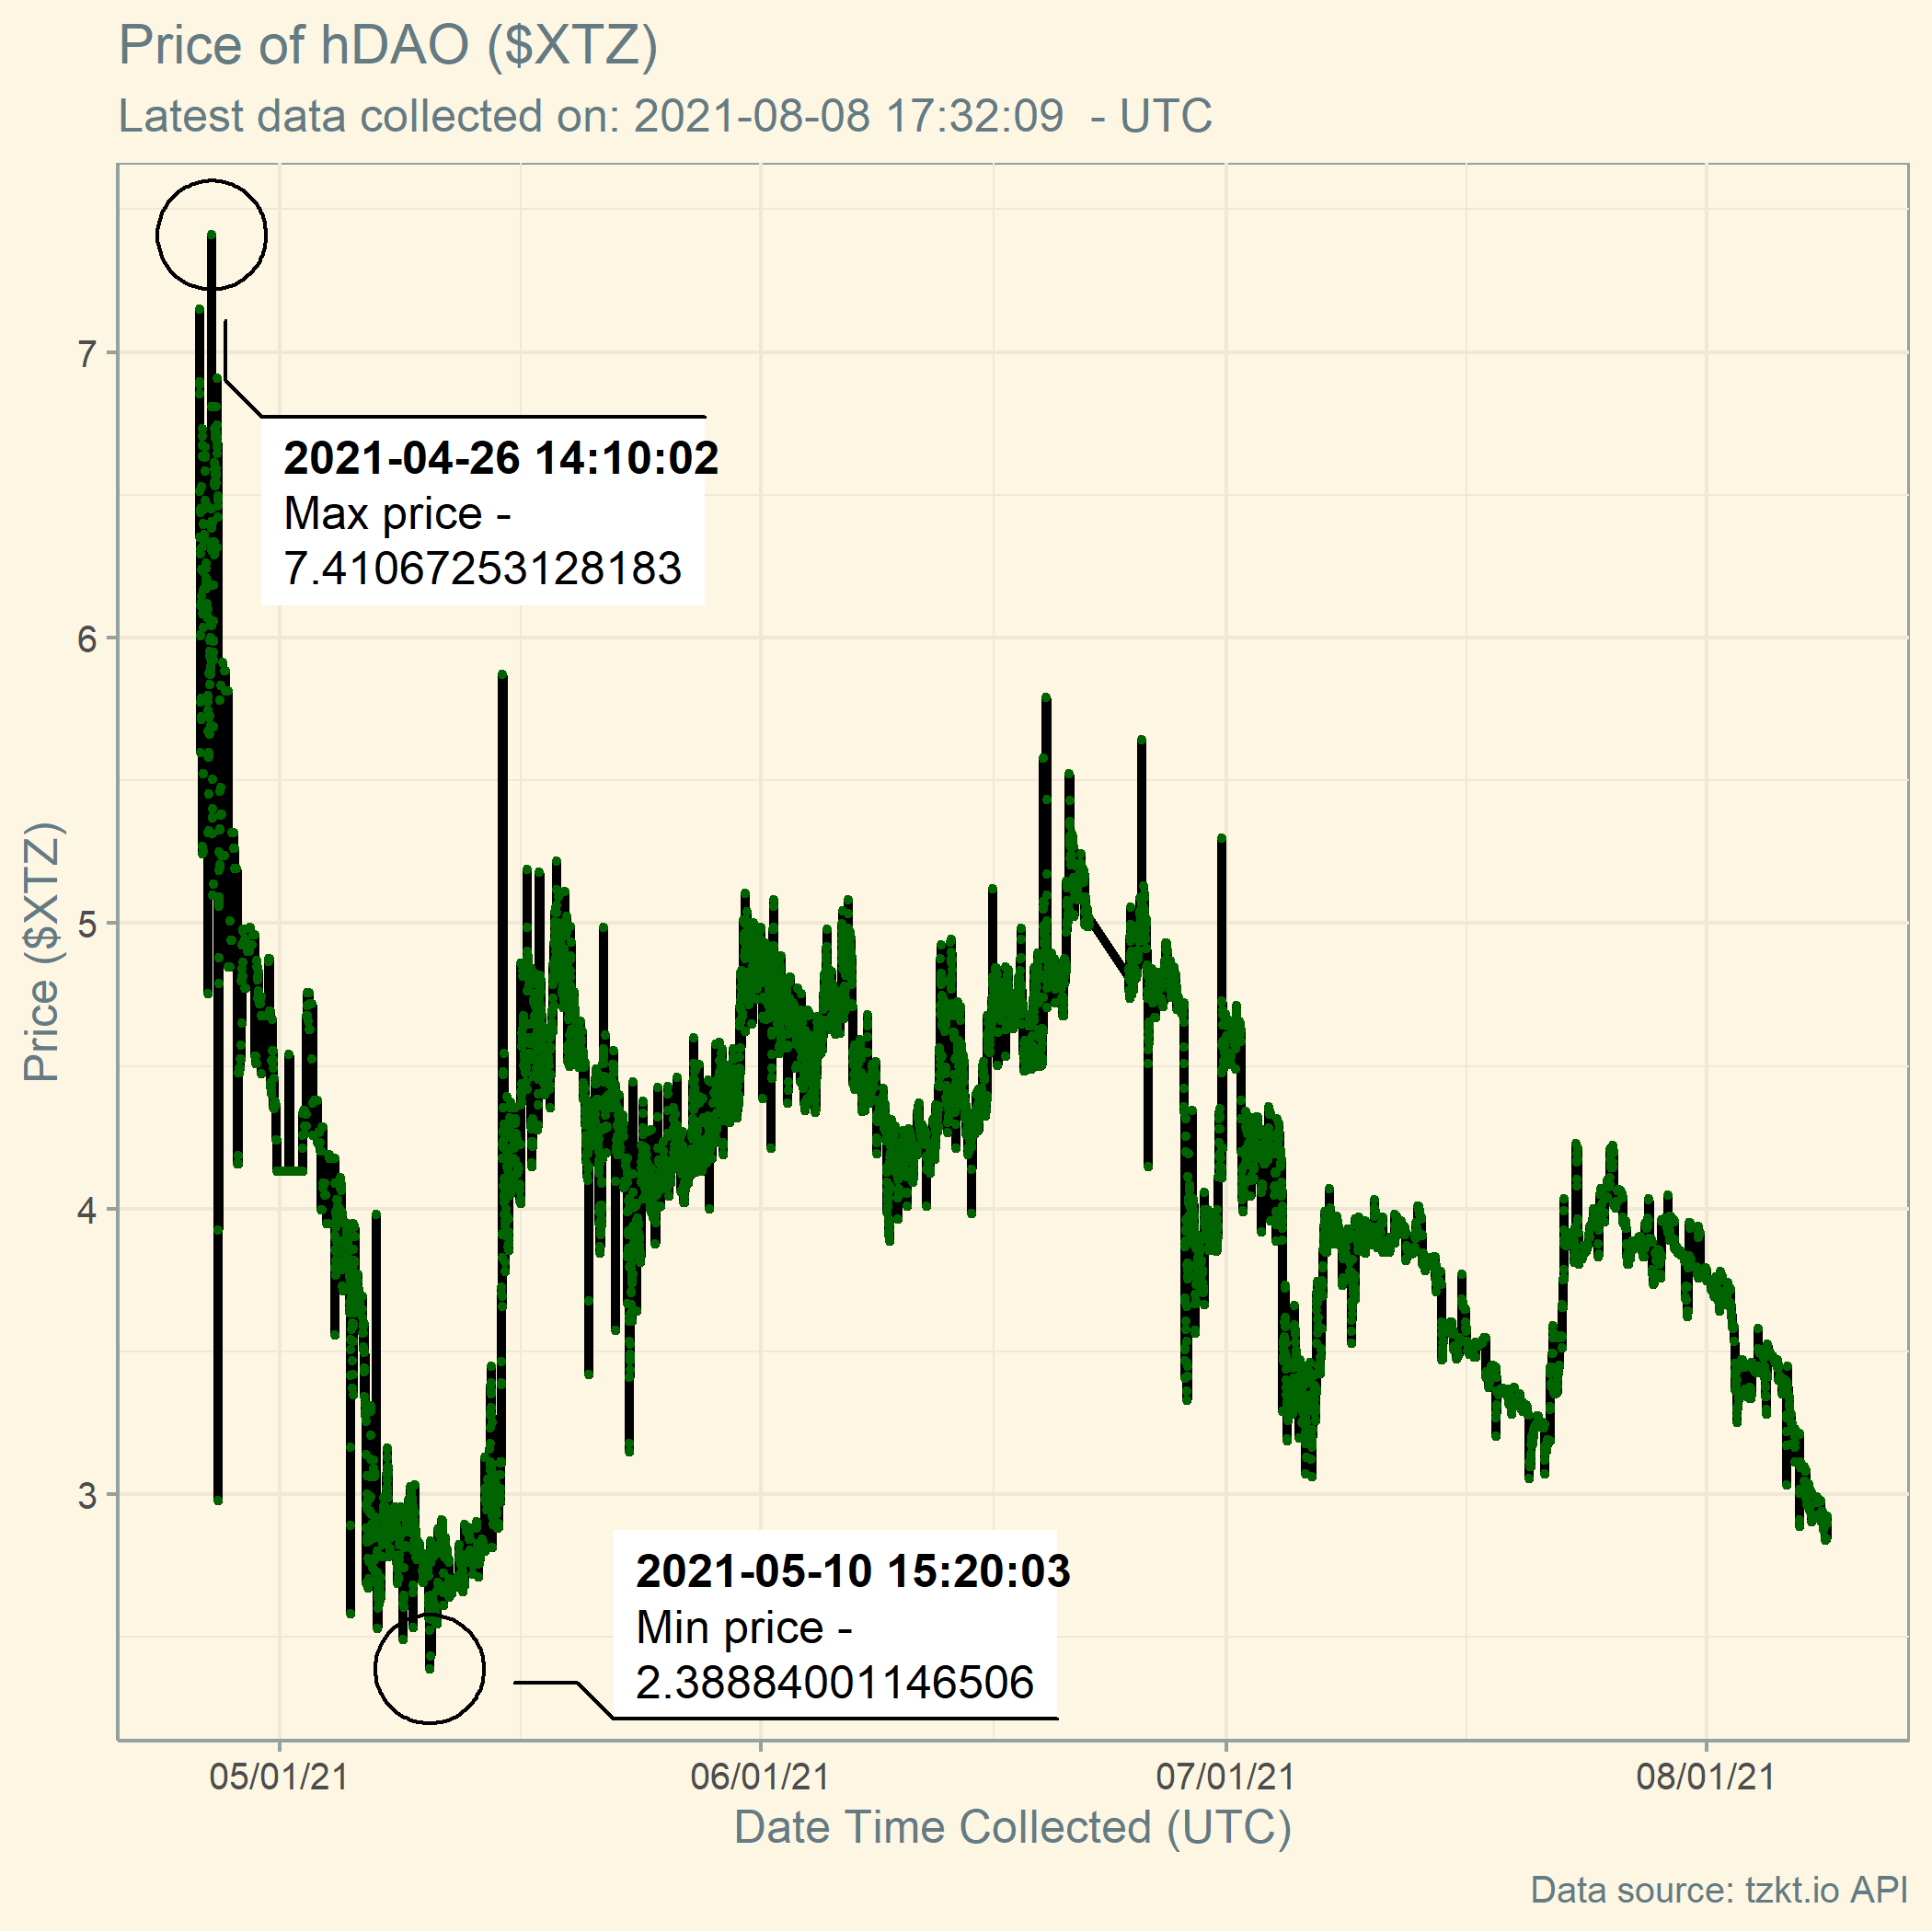 Price of hDAO ($XTZ)
Latest data collected on: 2021-08-08 17:32:09  - UTC
7
6
5
4
3
Price ($XTZ)
2021-04-26 14:10:02
Max price -
7.41067253128183
2021-05-10 15:20:03
Min price -
2.38884001146506
05/01/21
06/01/21
07/01/21
08/01/21
Date Time Collected (UTC)
Data source: tzkt.io API